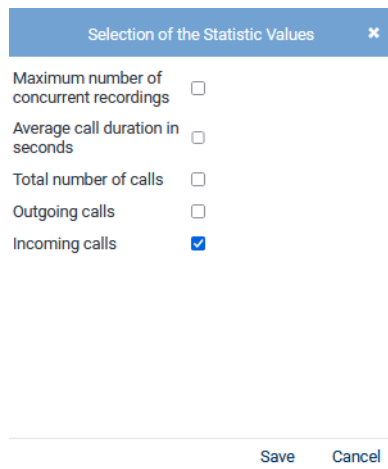 Selection of the Statistic Values
Maximum number of
concurrent recordings
Average call duration in
seconds
Total number of calls
Outgoing calls
Incoming calls
Save Cancel